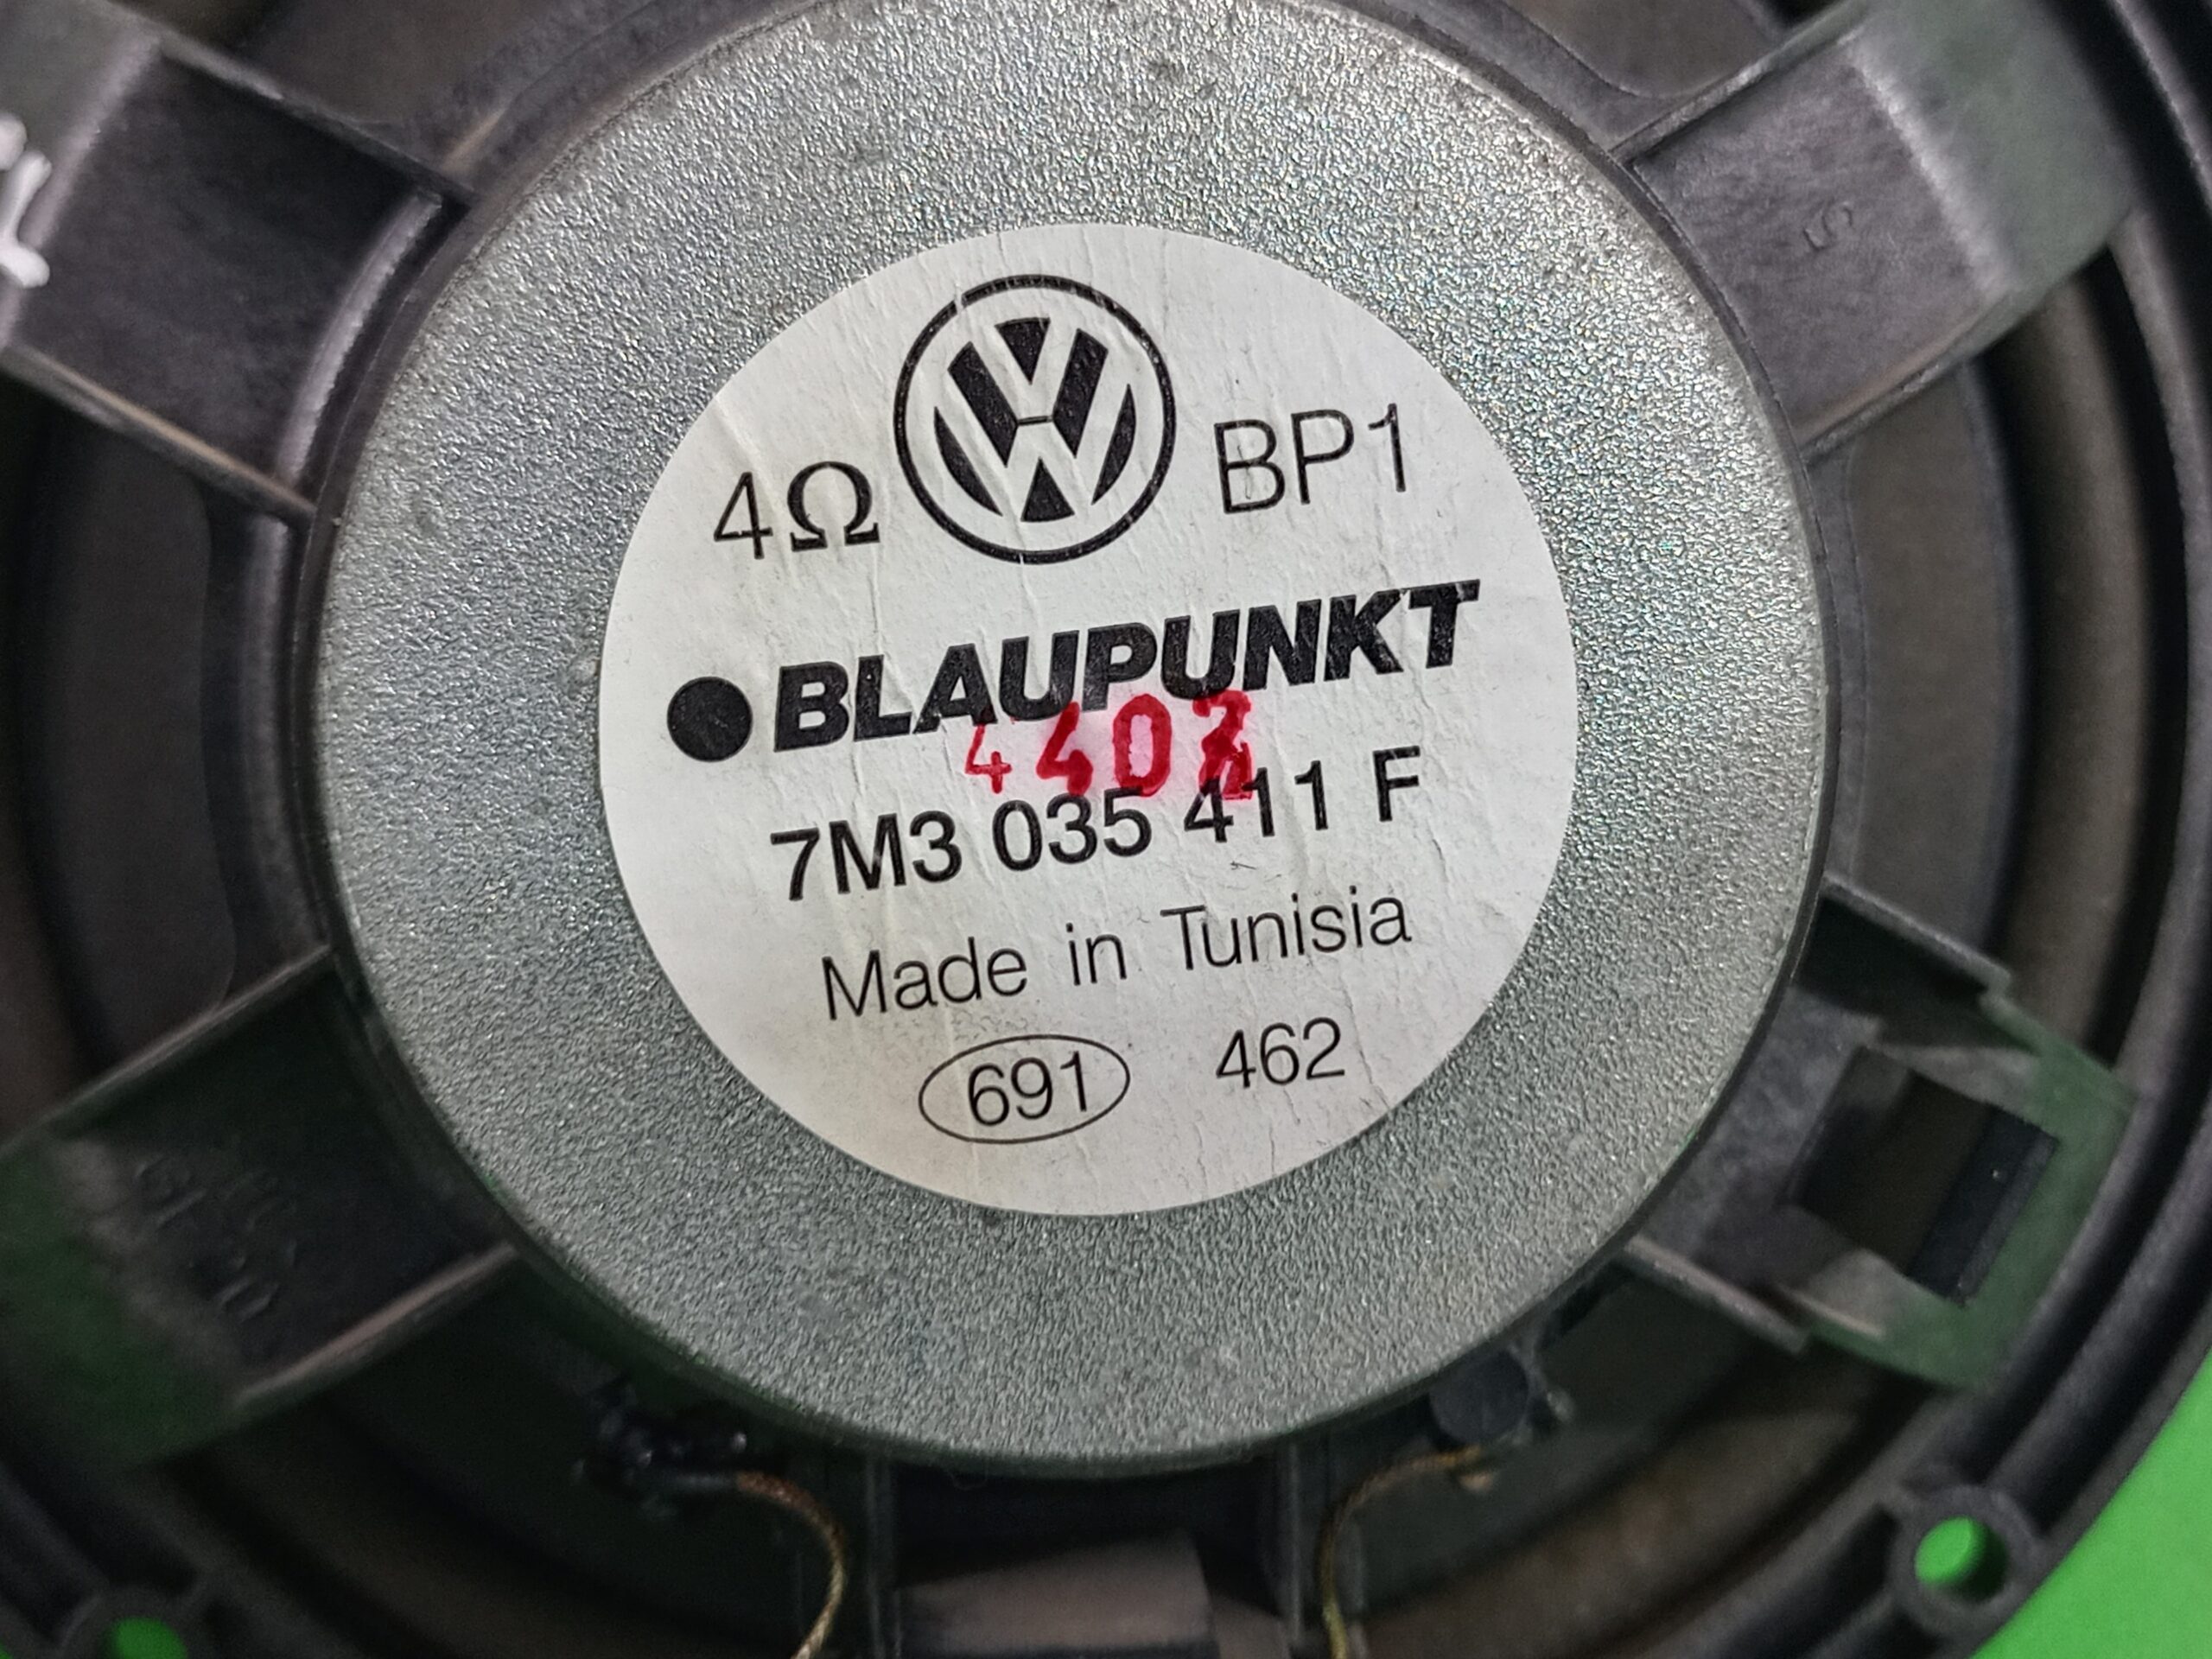 4Ω BP1
BLAUPUNKT
7M3 035 411 F
Made in Tunisia
691 462